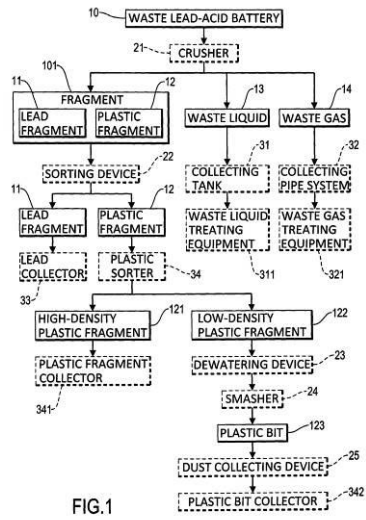 10
WASTE LEAD-ACID BATTERY
21
CRUSHER
101
11
12
13
14
FRAGMENT
LEAD
FRAGMENT
PLASTIC
FRAGMENT
WASTE LIQUID
WASTE GAS
22
31
32
SORTING DEVICE
COLLECTING
TANK
COLLECTING
PIPE SYSTEM
11
12
LEAD
FRAGMENT
PLASTIC
FRAGMENT
WASTE LIQUID
TREATING
EQUIPMENT
WASTE GAS
TREATING
EQUIPMENT
LEAD
COLLECTOR
PLASTIC
SORTER
33
34
311
321
121
122
HIGH-DENSITY
PLASTIC FRAGMENT
LOW-DENSITY
PLASTIC FRAGMENT
23
PLASTIC FRAGMENT
COLLECTOR
DEWATERING DEVICE
24
341
SMASHER
PLASTIC BIT
123
25
DUST COLLECTING DEVICE
PLASTIC BIT COLLECTOR
342
FIG.1